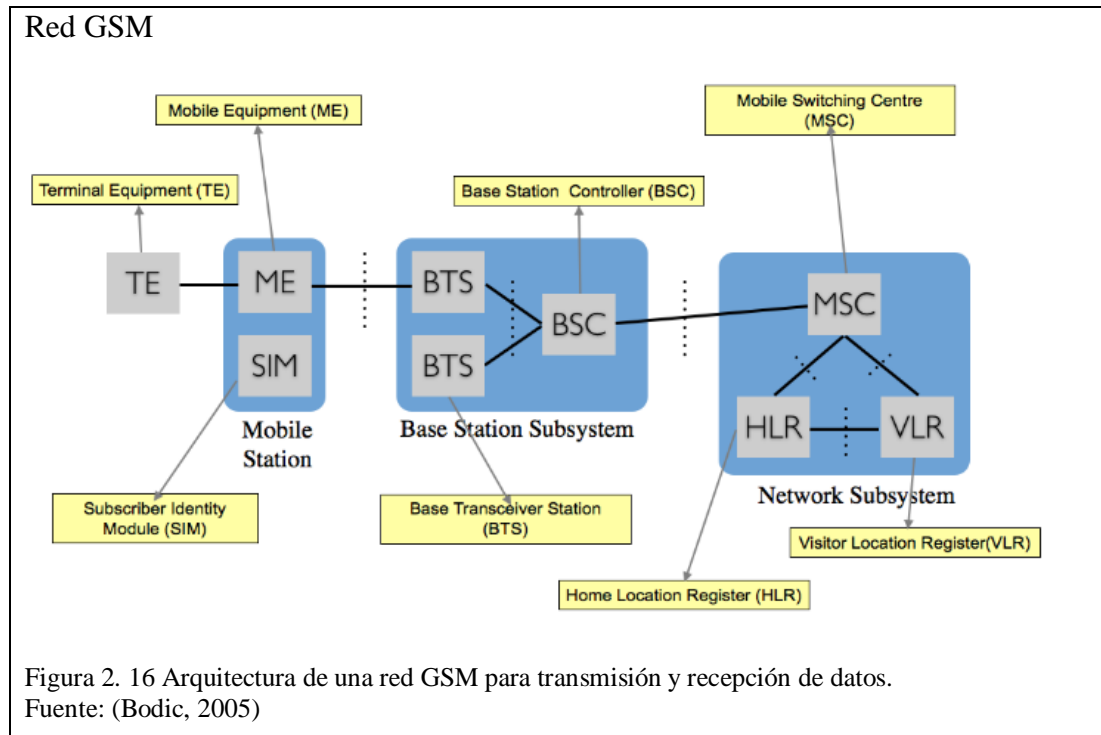 Red GSM
Mobile Equipment (ME)
Mobile Switching Centre
(MSC)
Terminal Equipment (TE)
Base Station Controller (BSC)
TE
ME
SIM
BTS
BTS
BSC
MSC
HLR
VLR
Mobile
Station
Base Station Subsystem
Network Subsystem
Subscriber Identity
Module (SIM)
Base Transceiver Station
(BTS)
Visitor Location Register(VLR)
Home Location Register (HLR)
Figura 2. 16 Arquitectura de una red GSM para transmisión y recepción de datos.
Fuente: (Bodic, 2005)